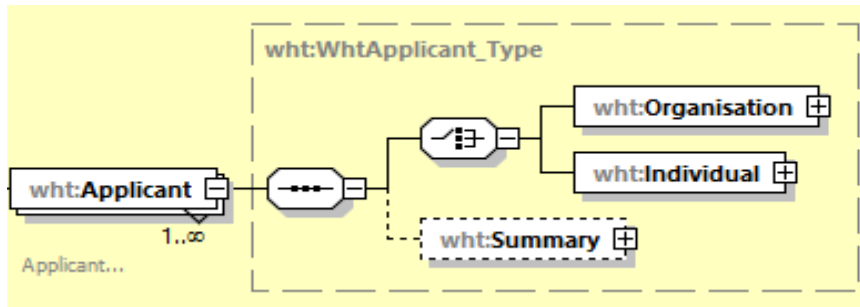 wht:WhtApplicant_Type
wht:Organisation
wht:Individual
wht:Applicant
1..∞
wht:Summary
Applicant...